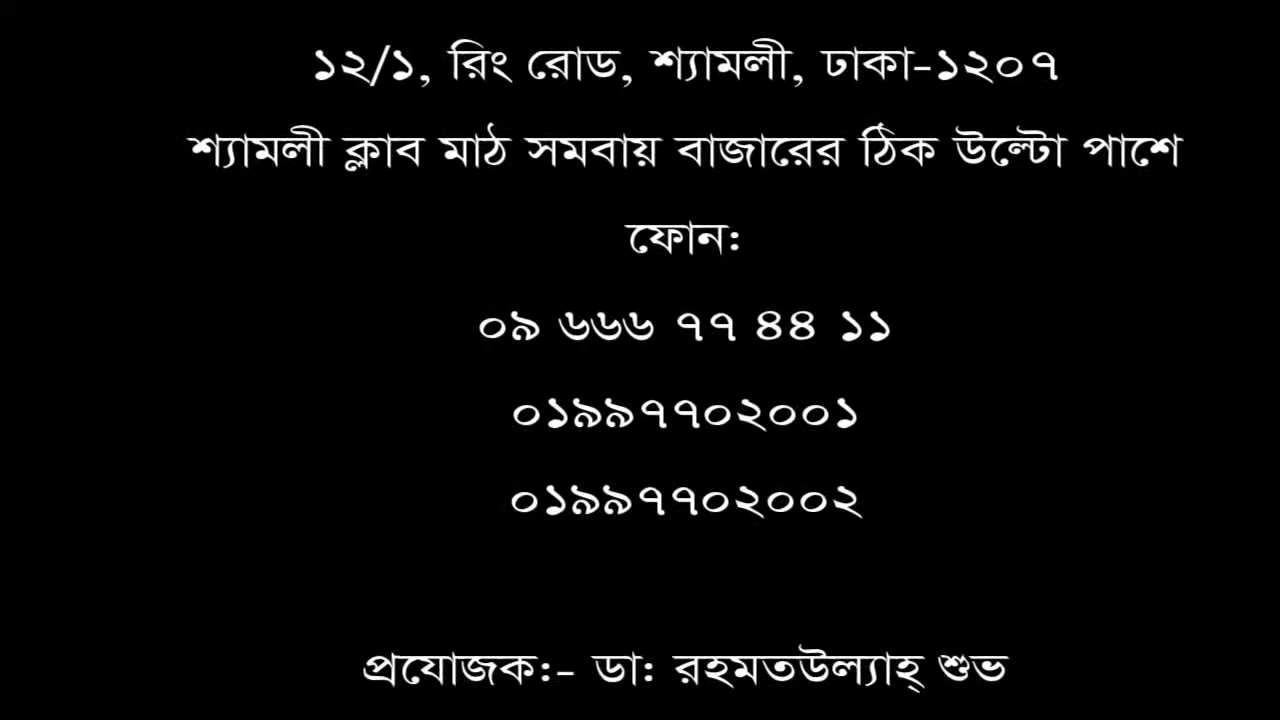 ১২/১, রিং রোড, শ্যামলী, ঢাকা-১২০৭
শ্যামলী ক্লাব মাঠ সমবায় বাজারের ঠিক উল্টো পাশে
ফোন:
০৯ ৬৬৬ ৭৭ ৪৪ ১১
০১৯৯৭৭০২০০১
০১৯৯৭৭০২০০২
প্রযোজক:- ডা: রহমতউল্যাহ্ শুভ